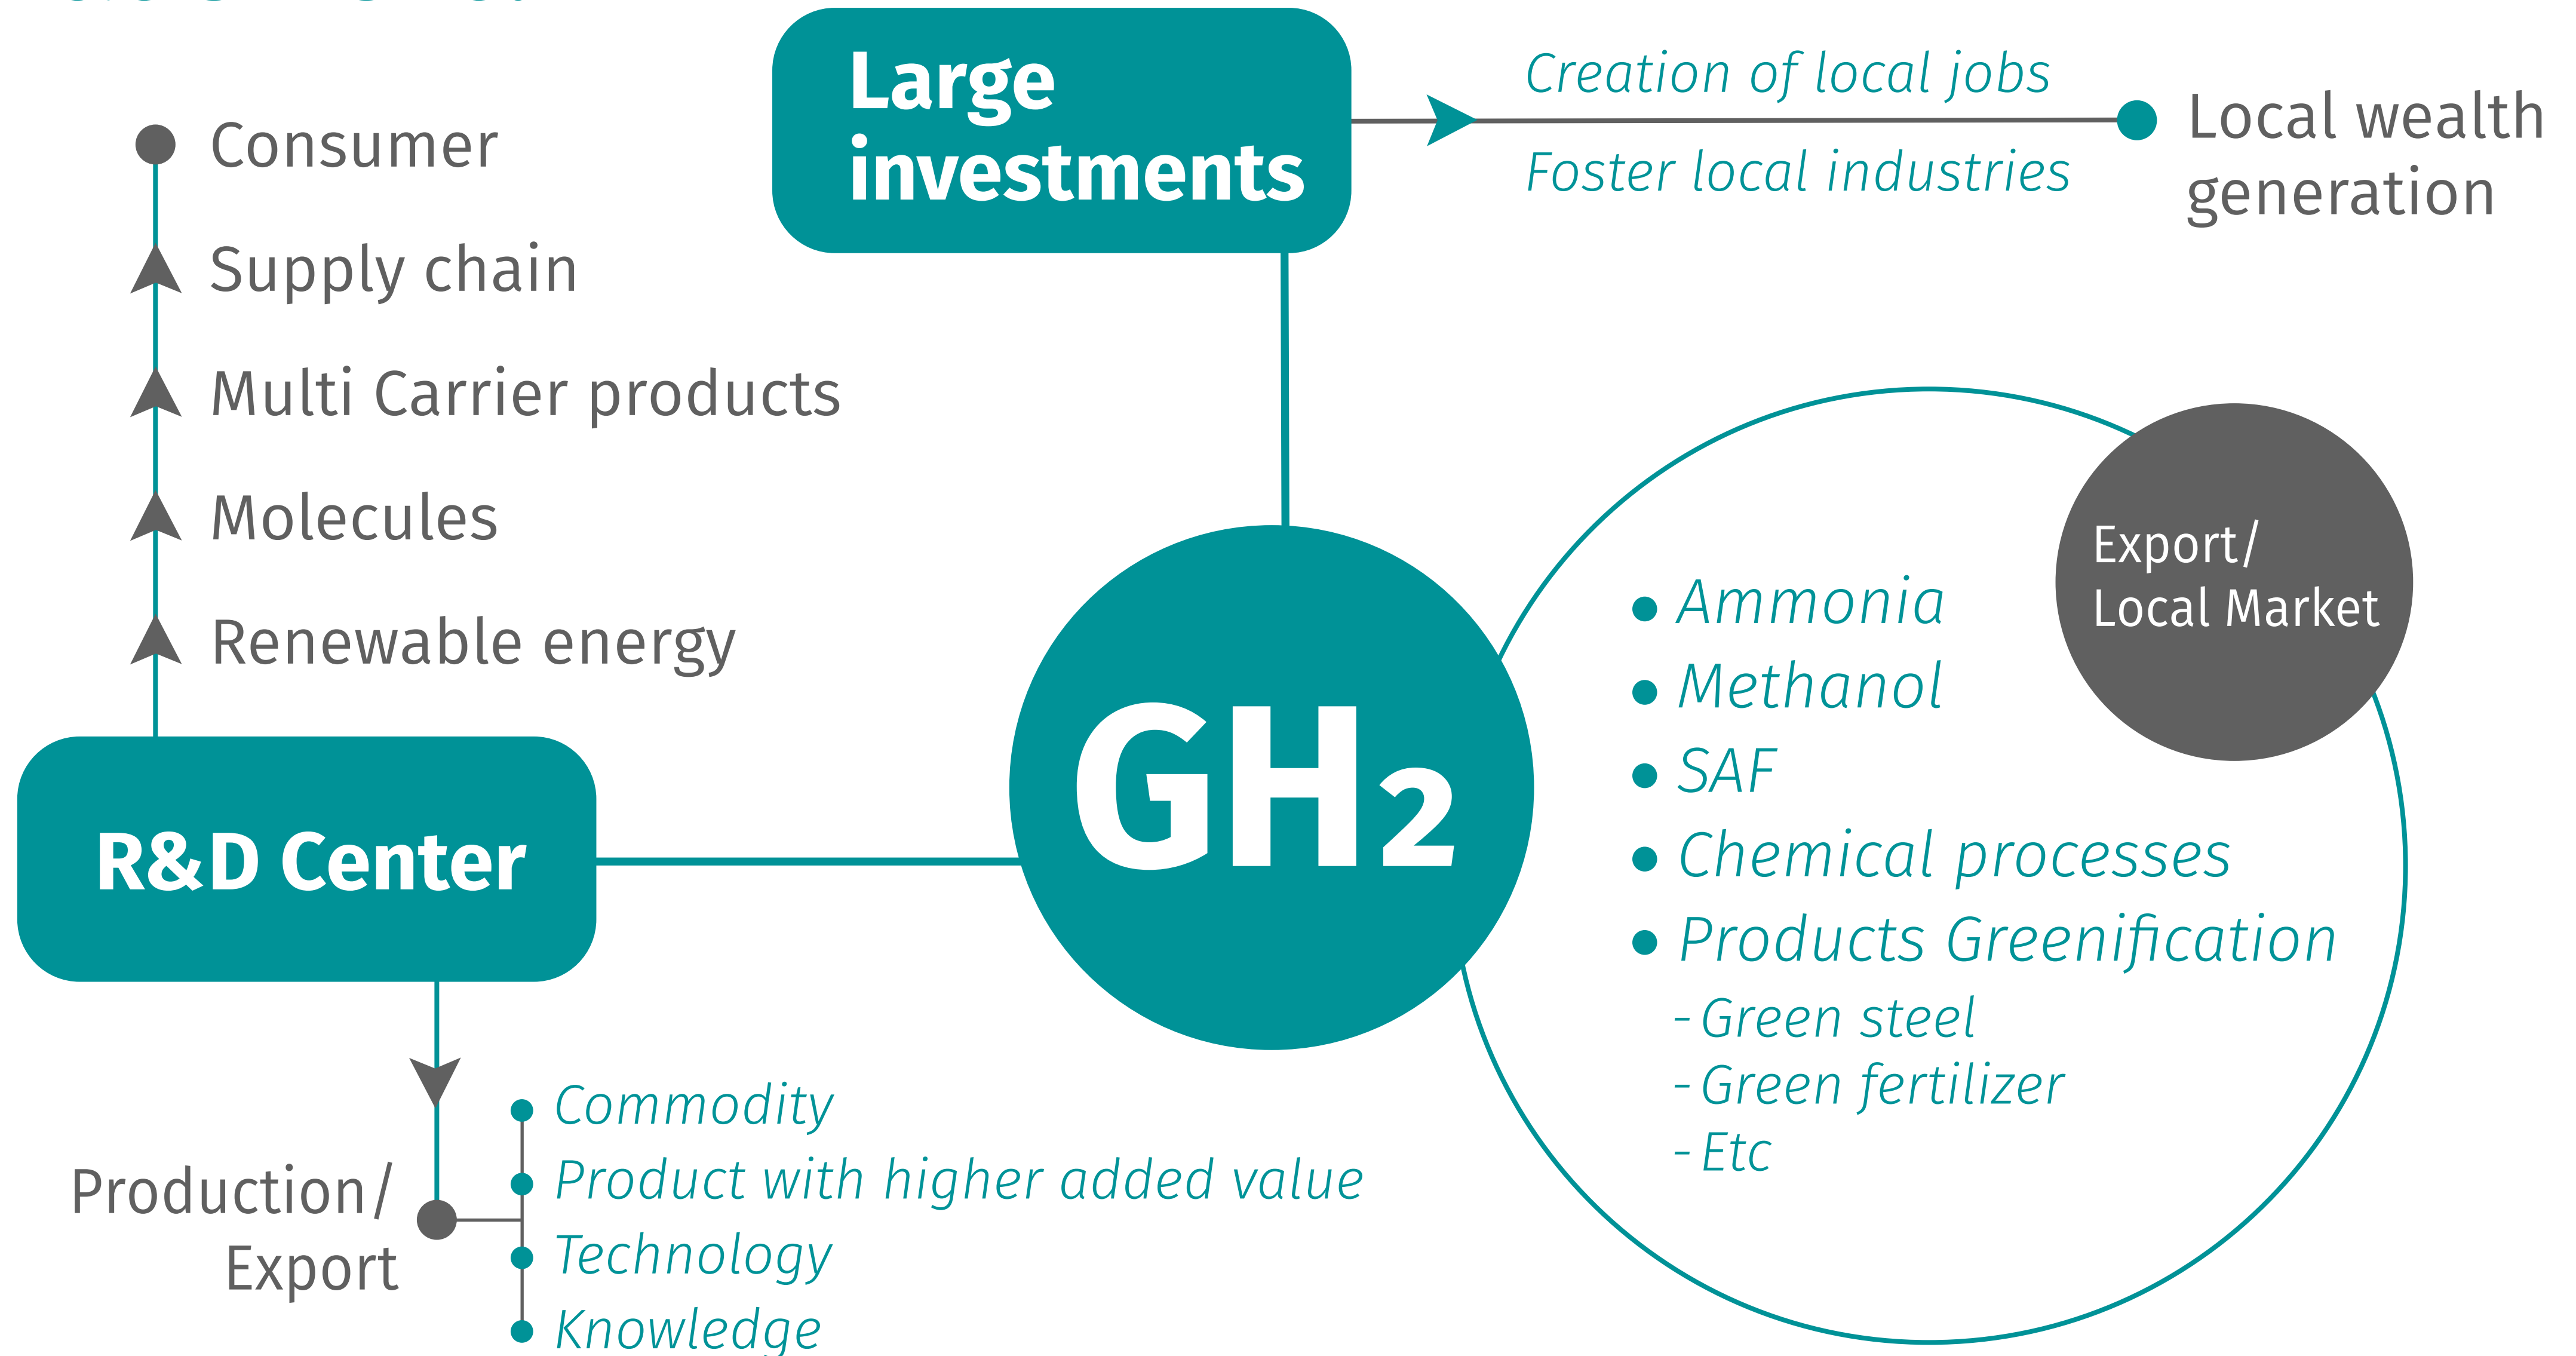 Large
investments
Creation of local jobs
Foster local industries
Local wealth
generation
Consumer
Supply chain
Multi Carrier products
Molecules
Renewable energy
R&D Center
GH₂
Export/
Local Market
• Ammonia
• Methanol
• SAF
• Chemical processes
• Products Greenification
- Green steel
- Green fertilizer
- Etc
Production/
Export
Commodity
Product with higher added value
Technology
Knowledge